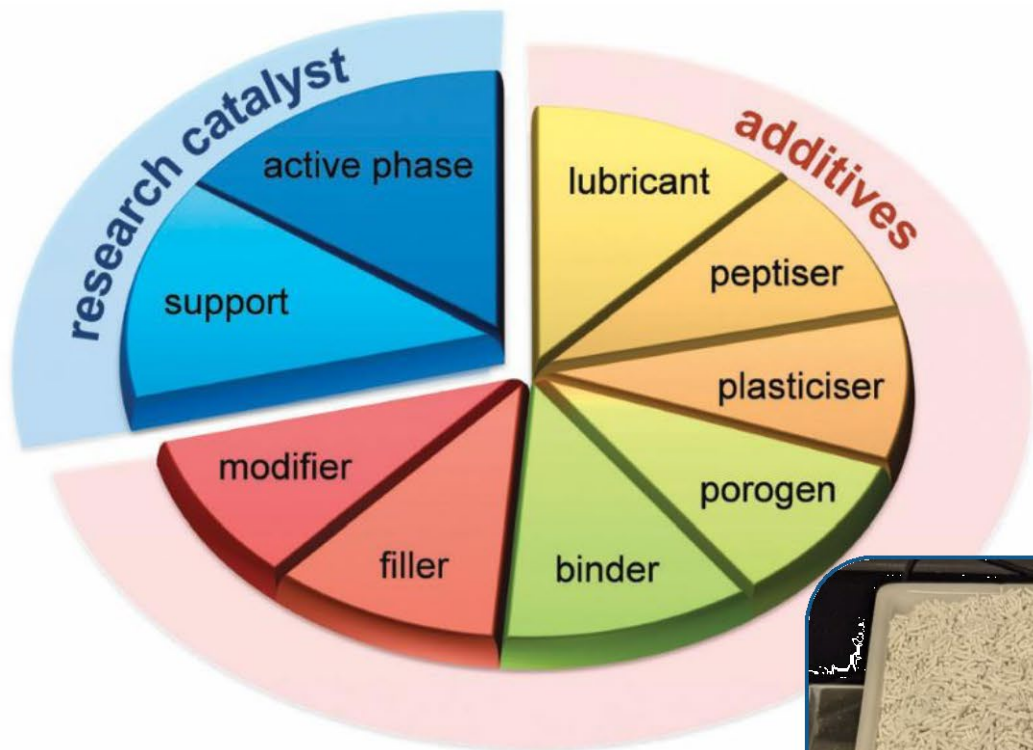 research catalyst
additives
active phase
support
lubricant
peptiser
plasticiser
porogen
binder
filler
modifier